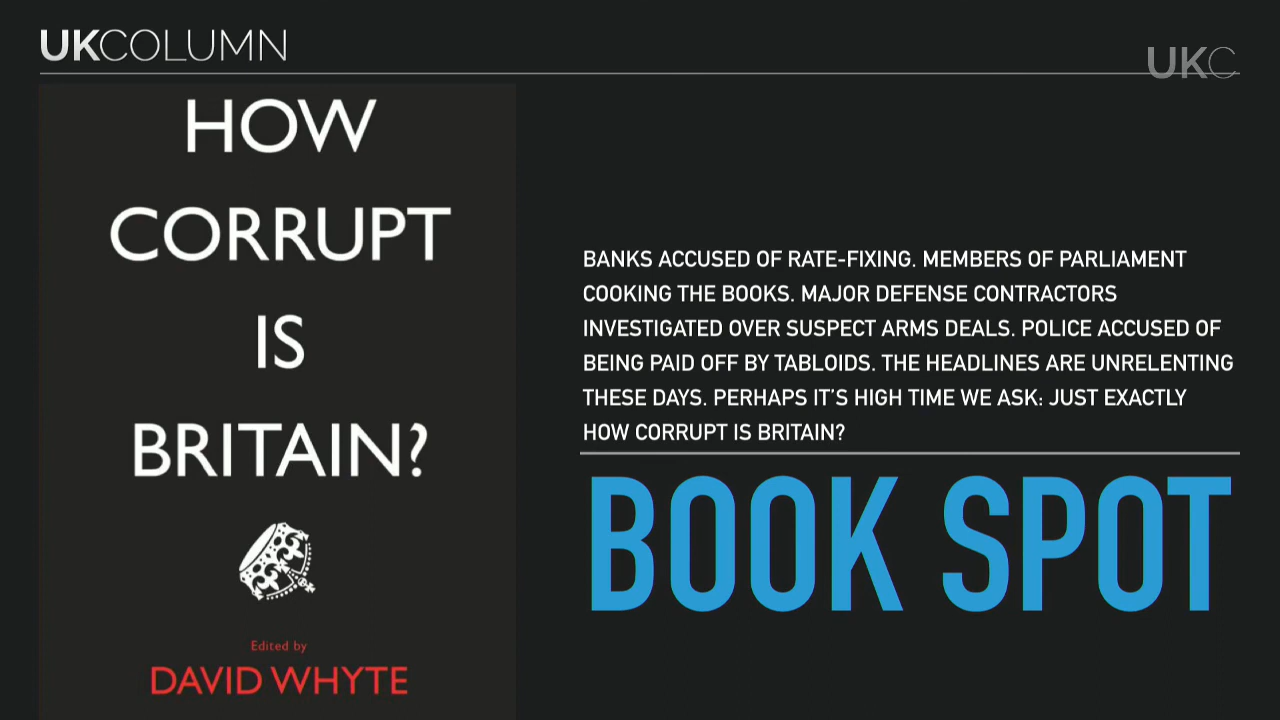 UKCOLUMN
UKC
HOW
CORRUPT
IS
BRITAIN?
Edited by
DAVID WHYTE
BANKS ACCUSED OF RATE-FIXING. MEMBERS OF PARLIAMENT
COOKING THE BOOKS. MAJOR DEFENSE CONTRACTORS
INVESTIGATED OVER SUSPECT ARMS DEALS. POLICE ACCUSED OF
BEING PAID OFF BY TABLOIDS. THE HEADLINES ARE UNRELENTING
THESE DAYS. PERHAPS IT'S HIGH TIME WE ASK: JUST EXACTLY
HOW CORRUPT IS BRITAIN?
BOOK SPOT